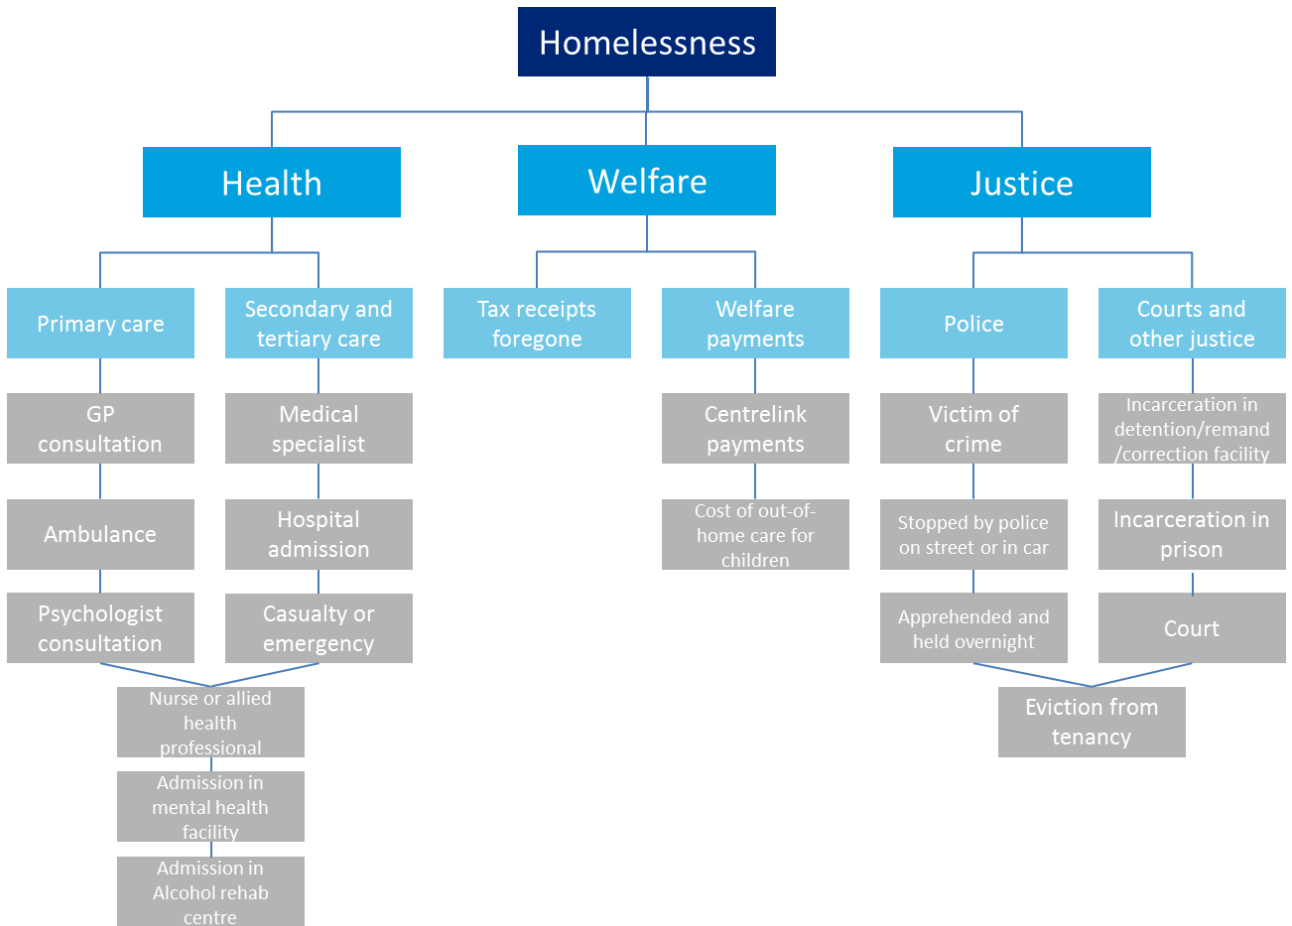 Homelessness
Health
Welfare
Justice
Primary care
Secondary and
tertiary care
Tax receipts
foregone
Welfare
payments
Police
Courts and
other justice
GP
consultation
Medical
specialist
Centrelink
payments
Victim of
crime
Incarceration in
detention/remand
/correction facility
Ambulance
Hospital
admission
Cost of out-of-
home care for
children
Stopped by police
on street or in car
Incarceration in
prison
Psychologist
consultation
Casualty or
emergency
Apprehended and
held overnight
Court
Nurse or allied
health
professional
Eviction from
tenancy
Admission in
mental health
facility
Admission in
Alcohol rehab
centre